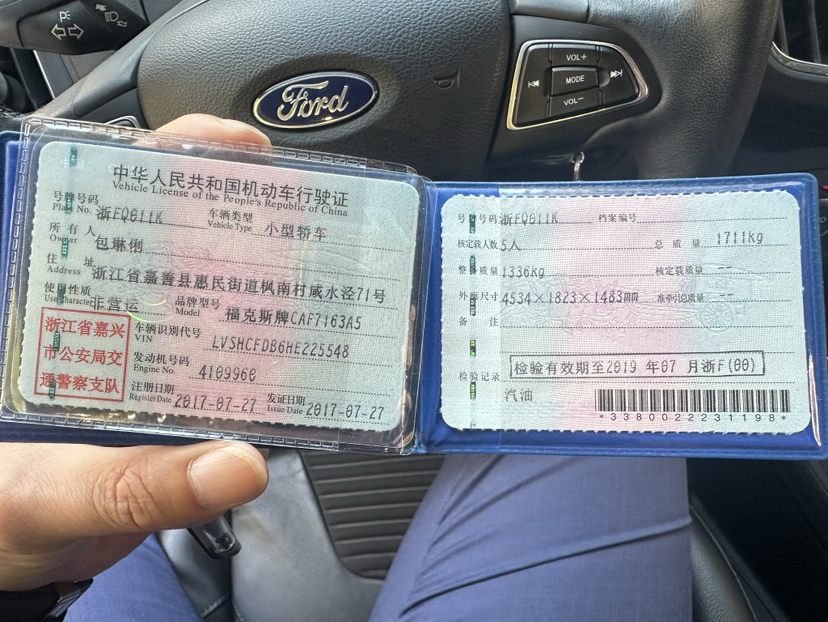 VOL+
MODE
VOL-
Ford
中华人民共和国机动车行驶证
Vehicle License of the People's Republic of China
号牌号码 浙FQ011K 车辆类型 小型轿车
Plate No. Vehicle Type
所有人 包琳俐
Owner
住址 浙江省嘉善县惠民街道枫南村咸水泾71号
Address
使用性质 非营运 品牌型号 福克斯牌CAF7163A5
Use Character Model
浙江省嘉兴
市公安局交
通警察支队
车辆识别代号 LVSHCFDB6HE225548
VIN
发动机号码 4109960
Engine No.
注册日期 2017-07-27 发证日期 2017-07-27
Register Date Issue Date
号牌号码 浙FQ011K 档案编号
核定载人数 5人 总质量 1711kg
整备质量 1336kg 核定载质量 --
外廓尺寸 4534×1823×1483mm 准牵引总质量 --
备注
检验记录 检验有效期至2019 年07 月浙F(00)
汽油
*3380022231198*